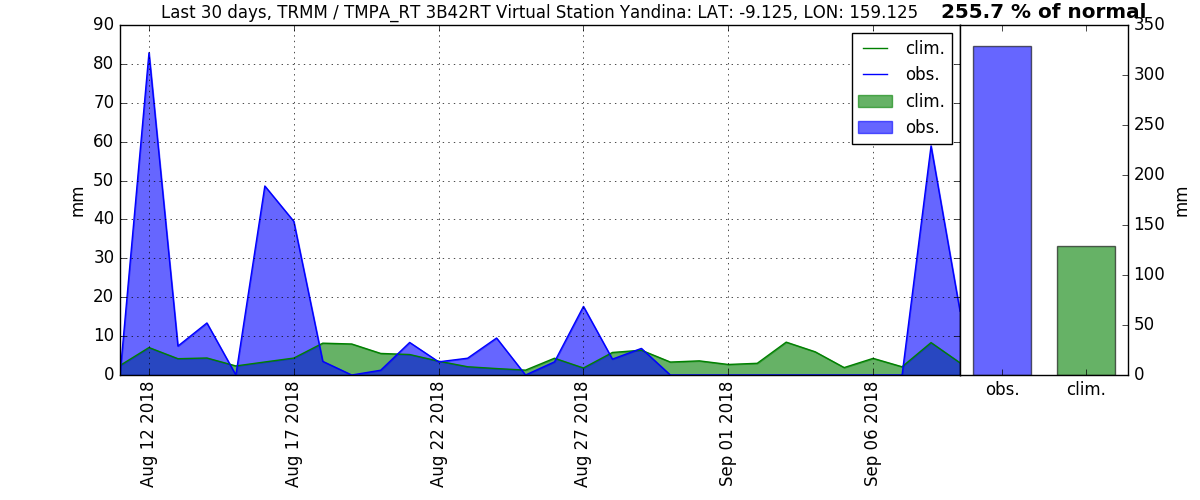 Last 30 days, TRMM / TMPA_RT 3B42RT Virtual Station Yandina: LAT: -9.125, LON: 159.125
255.7 % of normal
90
80
70
60
50
40
30
20
10
0
mm
clim.
obs.
clim.
obs.
350
300
250
200
150
100
50
0
mm
Aug 12 2018
Aug 17 2018
Aug 22 2018
Aug 27 2018
Sep 01 2018
Sep 06 2018
obs.
clim.